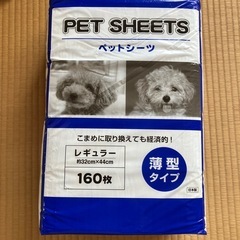 PET SHEETS
ペットシーツ
こまめに取り換えても経済的!
レギュラー
約32cm×44cm
160枚
薄型
タイプ
日本製